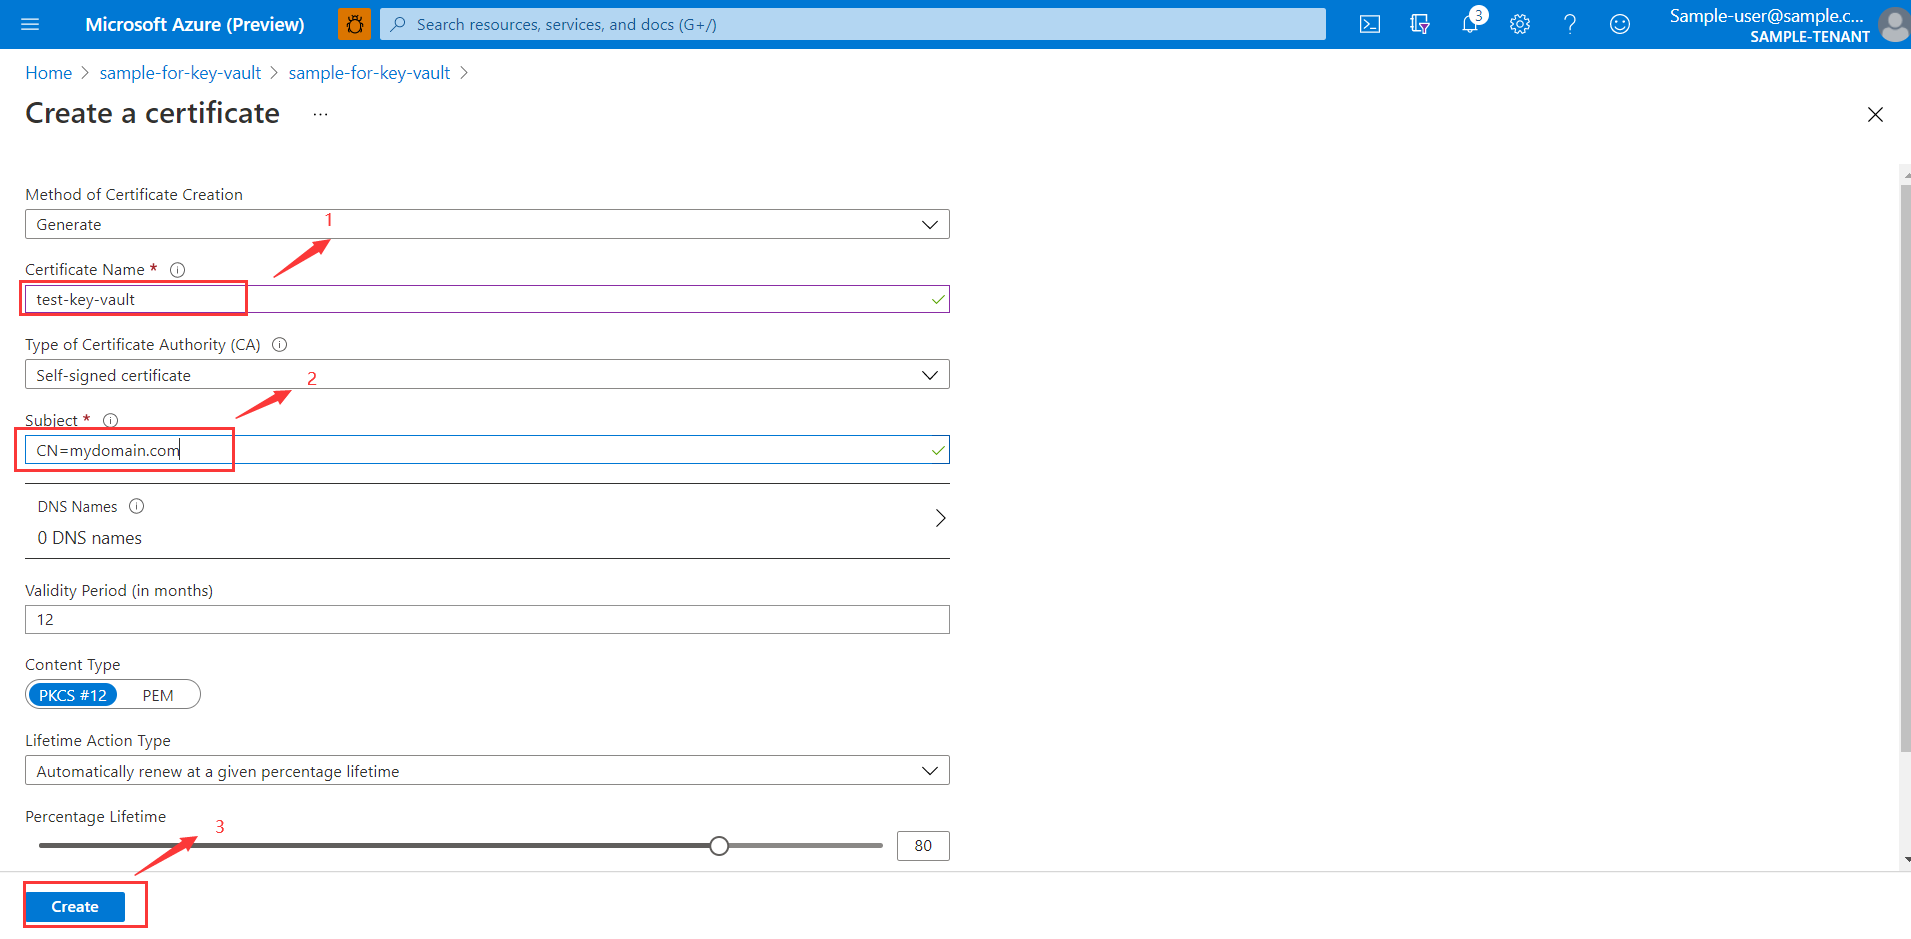 Microsoft Azure (Preview)
Search resources, services, and docs (G+/)
3
Sample-user@sample.c...
SAMPLE-TENANT
Home > sample-for-key-vault > sample-for-key-vault >
Create a certificate ...
Method of Certificate Creation
Generate
1
Certificate Name *
test-key-vault
Type of Certificate Authority (CA)
Self-signed certificate
2
Subject *
CN=mydomain.com
DNS Names
0 DNS names
Validity Period (in months)
12
Content Type
PKCS #12 PEM
Lifetime Action Type
Automatically renew at a given percentage lifetime
Percentage Lifetime
3
80
Create